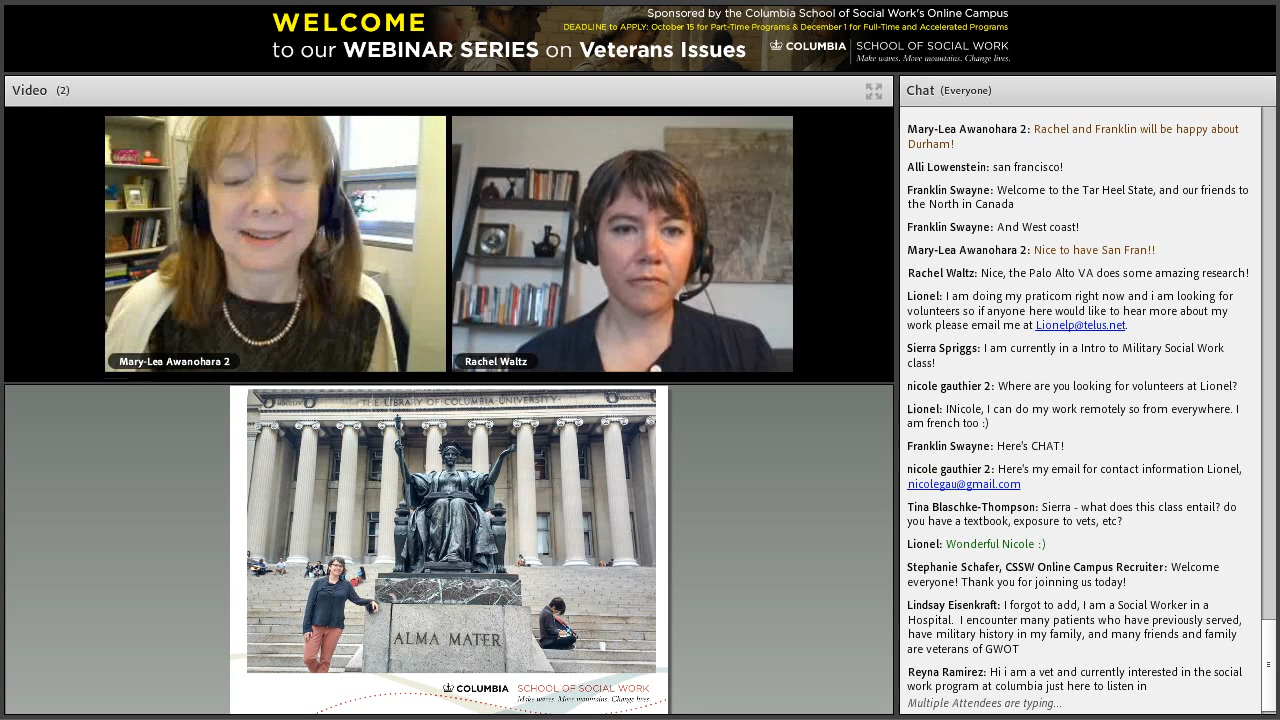 WELCOME
Sponsored by the Columbia School of Social Work's Online Campus
DEADLINE to APPLY: October 15 for Part-Time Programs & December 1 for Full-Time and Accelerated Programs
to our WEBINAR SERIES on Veterans Issues
COLUMBIA SCHOOL OF SOCIAL WORK
Make waves. Move mountains. Change lives.
Video (2)
Mary-Lea Awanohara 2
Rachel Waltz
THE LIBRARY OF COLUMBIA UNIVERSITY
ALMA MATER
COLUMBIA SCHOOL OF SOCIAL WORK
Make waves. Move mountains. Change lives.
Chat (Everyone)
Mary-Lea Awanohara 2: Rachel and Franklin will be happy about
Durham!
Alli Lowenstein: san francisco!
Franklin Swayne: Welcome to the Tar Heel State, and our friends to
the North in Canada
Franklin Swayne: And West coast!
Mary-Lea Awanohara 2: Nice to have San Fran!!
Rachel Waltz: Nice, the Palo Alto VA does some amazing research!
Lionel: I am doing my praticom right now and i am looking for
volunteers so if anyone here would like to hear more about my
work please email me at Lionelp@telus.net.
Sierra Spriggs: I am currently in a Intro to Military Social Work
class!
nicole gauthier 2: Where are you looking for volunteers at Lionel?
Lionel: I can do my work remotely so from
am french too :)
Franklin Swayne: Here's CHAT!
nicole gauthier 2: Here's my email for contact information Lionel,
nicolegau@gmail.com
Tina Blaschke-Thompson: Sierra - what does this class entail? do
you have a textbook, exposure to vets, etc?
Lionel: Wonderful Nicole :)
Stephanie Schafer, CSSW Online Campus Recruiter: Welcome
everyone! Thank you for joinning us today!
Lindsay Eisenkraft: I forgot to add, I am a Social Worker in a
Hospital. I encounter many patients who have previously served,
have military history in my family, and many friends and family
are veterans of GWOT
Reyna Ramirez: Hi i am a vet and currently interested in the social
work program at columbia just here to listen in
Multiple Attendees are typing...